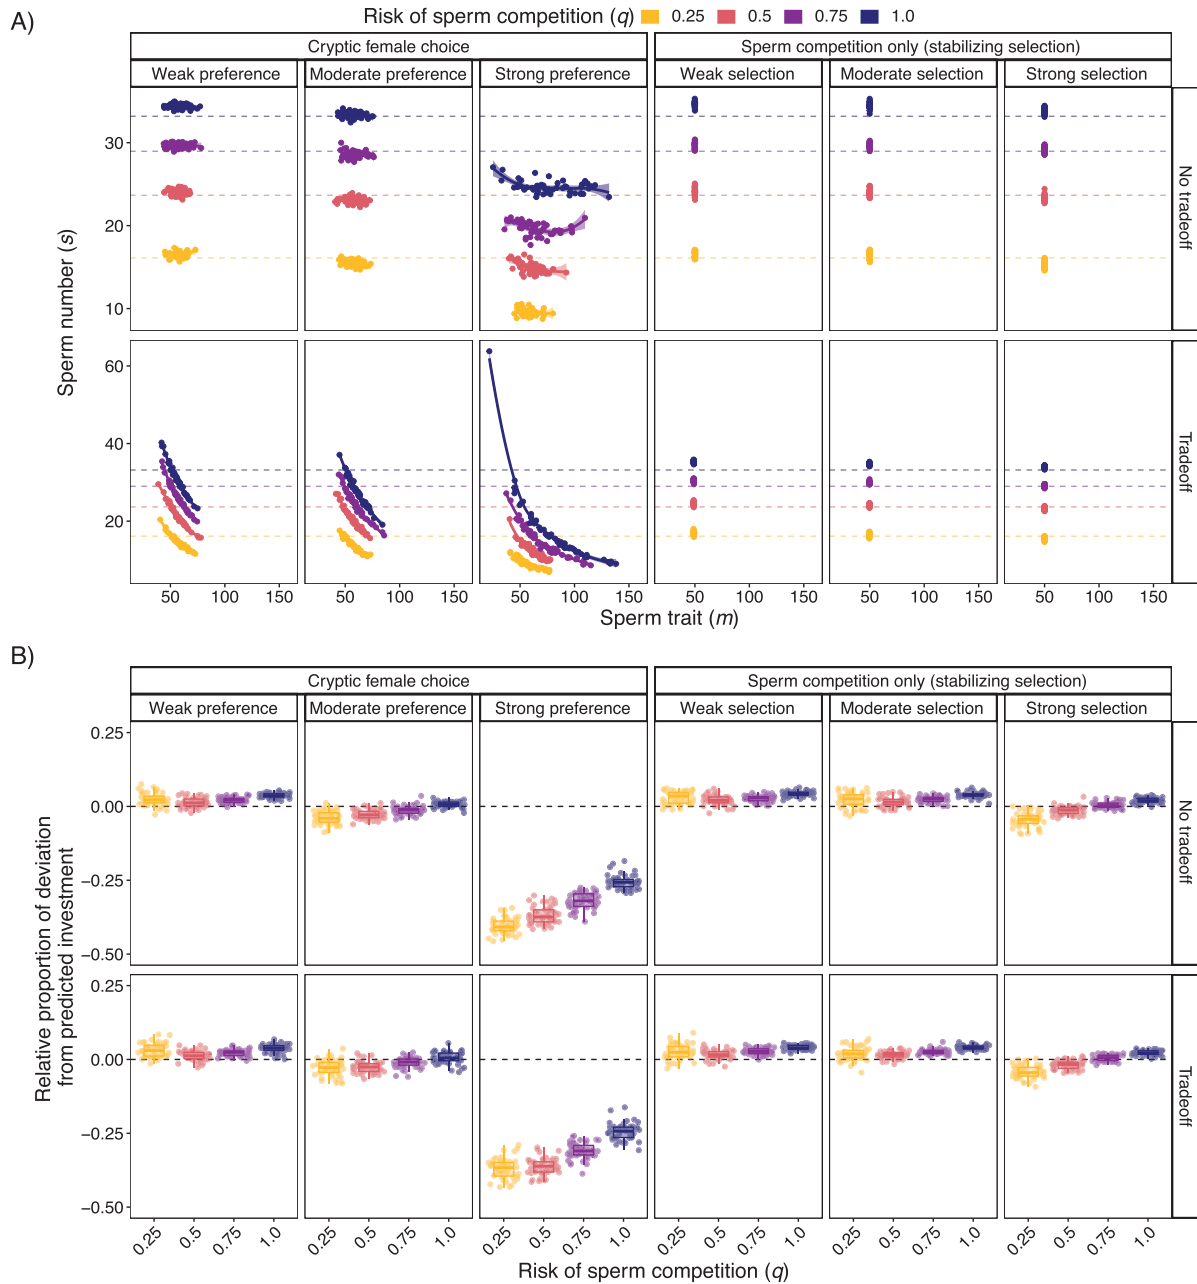 A)
Risk of sperm competition (q) 0.25 0.5 0.75 1.0
Cryptic female choice Sperm competition only (stabilizing selection)
Weak preference Moderate preference Strong preference Weak selection Moderate selection Strong selection
30
20
10
No tradeoff
Sperm number (s)
60
40
20
Tradeoff
50 100 150 50 100 150 50 100 150 50 100 150 50 100 150 50 100 150
Sperm trait (m)
B)
Cryptic female choice Sperm competition only (stabilizing selection)
Weak preference Moderate preference Strong preference Weak selection Moderate selection Strong selection
0.25
0.00
−0.25
−0.50
No tradeoff
Relative proportion of deviation
from predicted investment
0.25
0.00
−0.25
−0.50
Tradeoff
0.25 0.5 0.75 1.0 0.25 0.5 0.75 1.0 0.25 0.5 0.75 1.0 0.25 0.5 0.75 1.0 0.25 0.5 0.75 1.0 0.25 0.5 0.75 1.0
Risk of sperm competition (q)